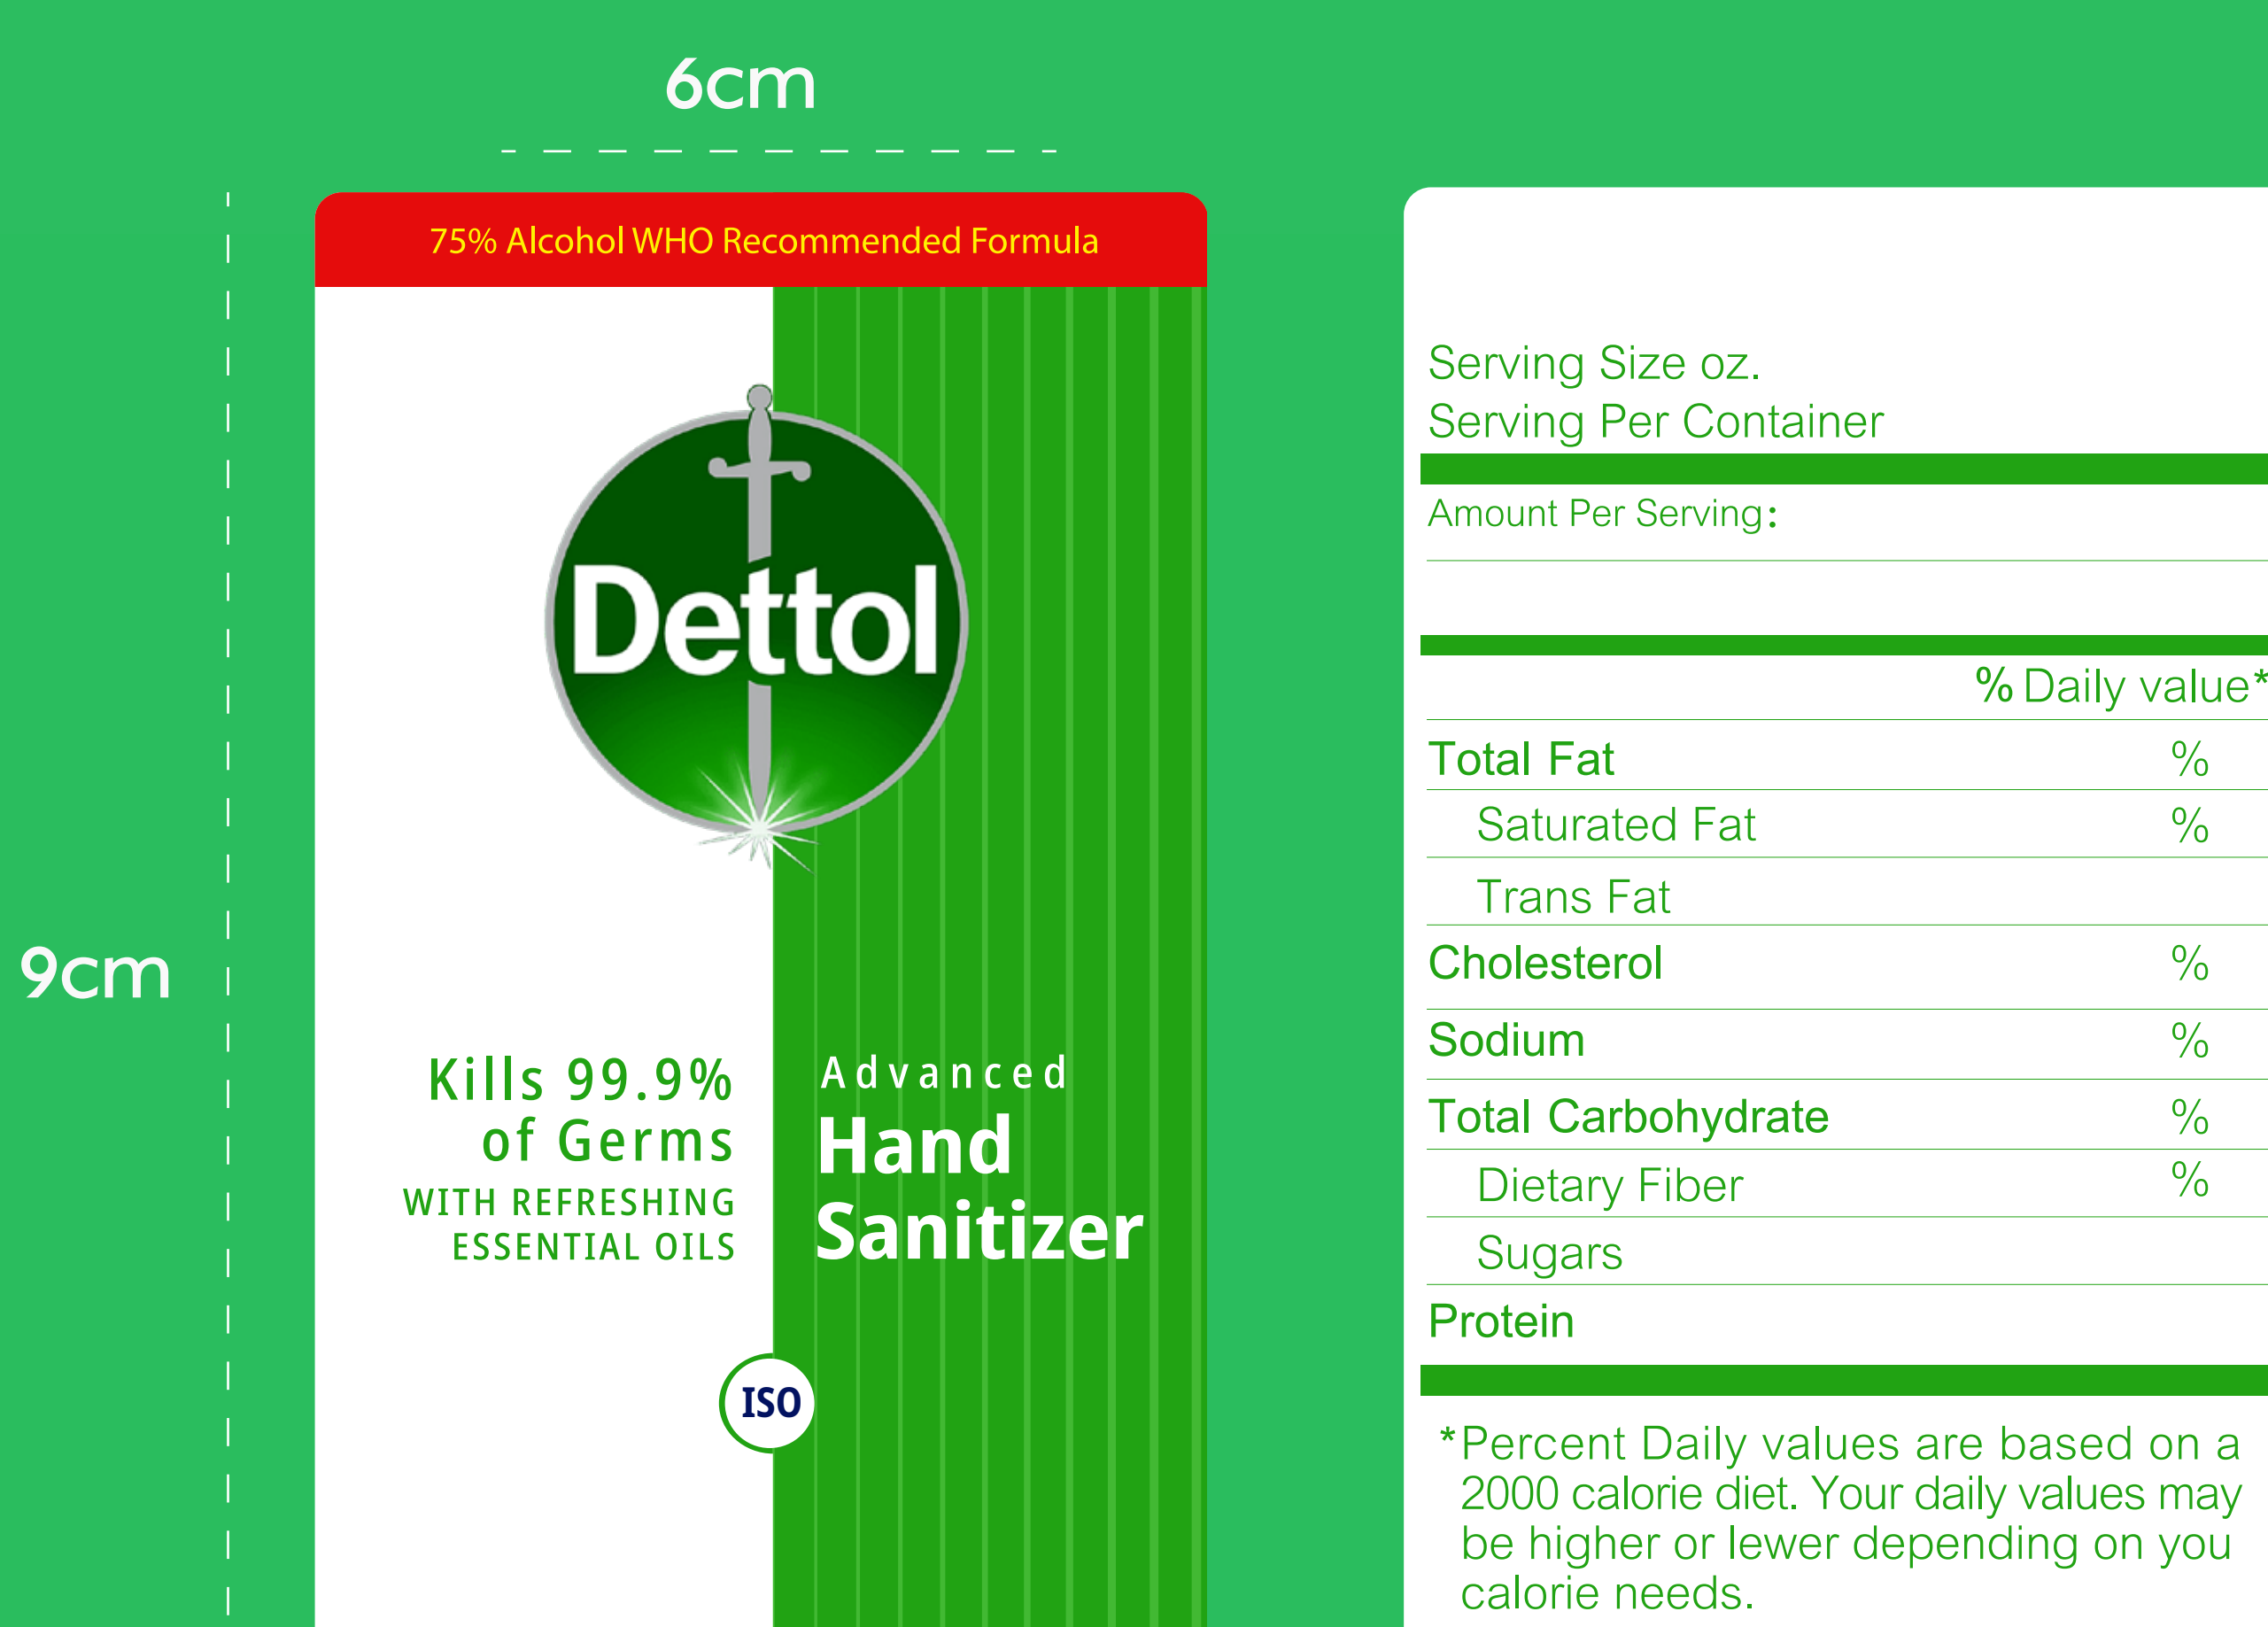 6cm
9cm
75% Alcohol WHO Recommended Formula
Dettol
Kills 99.9%
of Germs
WITH REFRESHING
ESSENTIAL OILS
Advanced
Hand
Sanitizer
ISO
Serving Size oz.
Serving Per Container
Amount Per Serving:
% Daily value*
Total Fat %
Saturated Fat %
Trans Fat
Cholesterol %
Sodium %
Total Carbohydrate %
Dietary Fiber %
Sugars
Protein
*Percent Daily values are based on a
2000 calorie diet. Your daily values may
be higher or lewer depending on you
calorie needs.